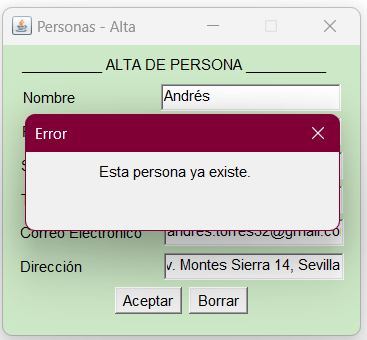 Personas - Alta
__________ ALTA DE PERSONA __________
Nombre
Andrés
Error
Esta persona ya existe.
Correo Electrónico
andres.torres32@gmail.co
Dirección
v. Montes Sierra 14, Sevilla
Aceptar
Borrar